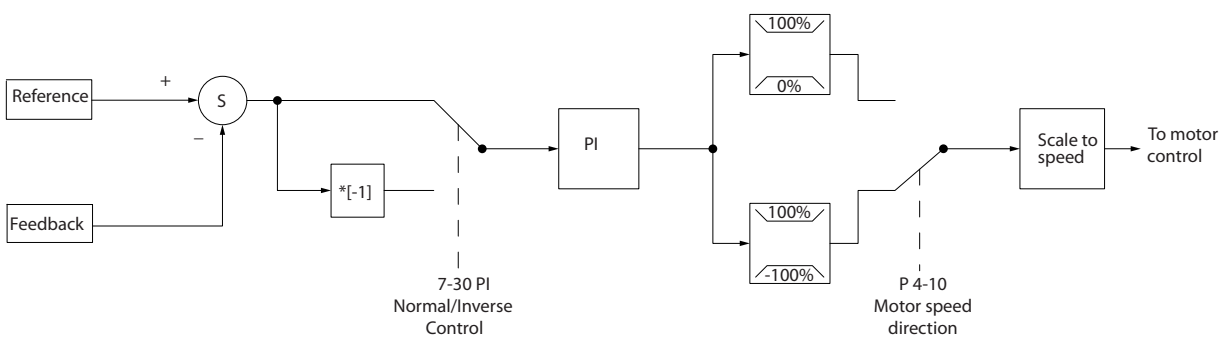 100%
0%
Reference
+
S
–
*[-1]
Feedback
7-30 PI
Normal/Inverse
Control
PI
100%
-100%
P 4-10
Motor speed
direction
Scale to
speed
To motor
control